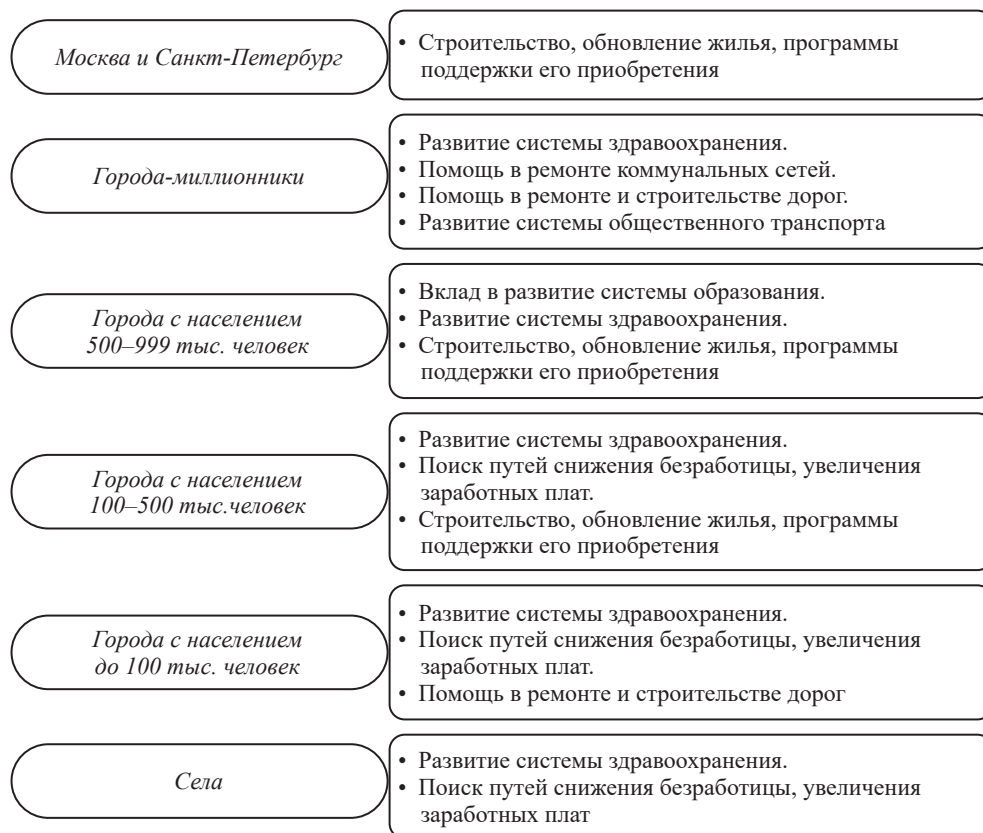 Москва и Санкт-Петербург
• Строительство, обновление жилья, программы
поддержки его приобретения
Города-миллионники
• Развитие системы здравоохранения.
• Помощь в ремонте коммунальных сетей.
• Помощь в ремонте и строительстве дорог.
• Развитие системы общественного транспорта
Города с населением
500–999 тыс. человек
• Вклад в развитие системы образования.
• Развитие системы здравоохранения.
• Строительство, обновление жилья, программы
поддержки его приобретения
Города с населением
100–500 тыс.человек
• Развитие системы здравоохранения.
• Поиск путей снижения безработицы, увеличения
заработных плат.
• Строительство, обновление жилья, программы
поддержки его приобретения
Города с населением
до 100 тыс. человек
• Развитие системы здравоохранения.
• Поиск путей снижения безработицы, увеличения
заработных плат.
• Помощь в ремонте и строительстве дорог
Села
• Развитие системы здравоохранения.
• Поиск путей снижения безработицы, увеличения
заработных плат